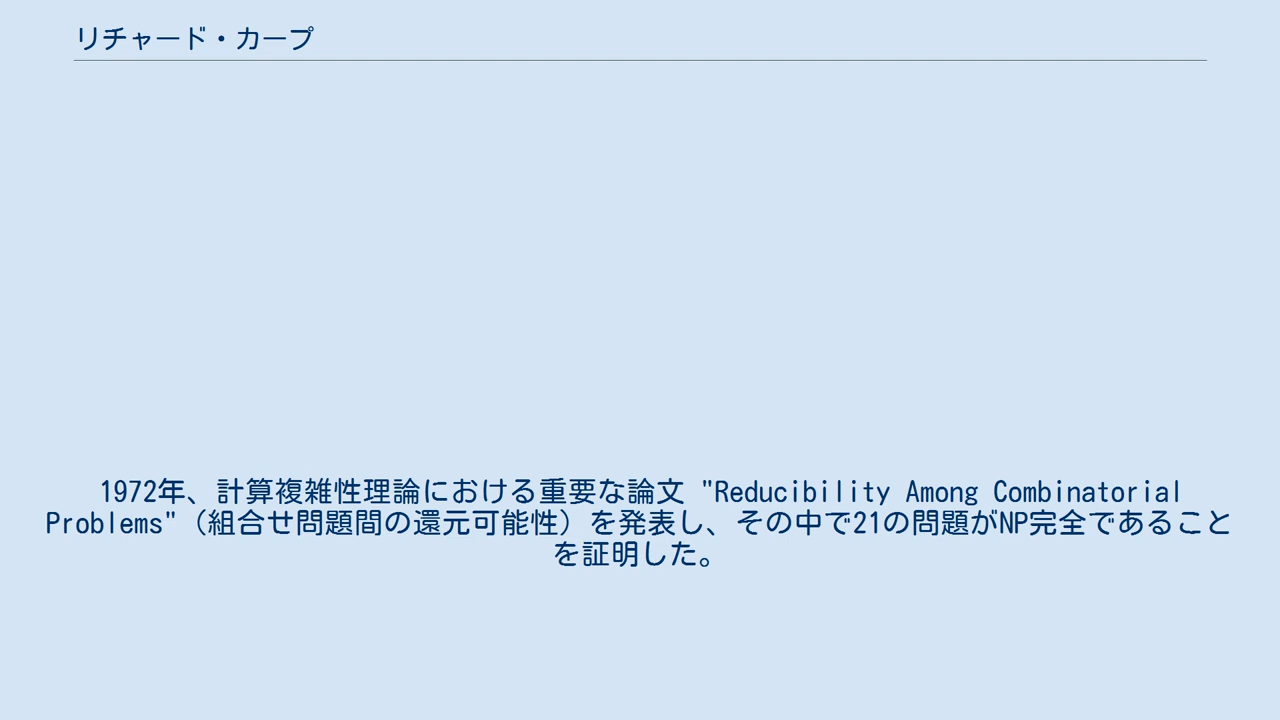 リチャード・カープ
1972年、計算複雑性理論における重要な論文 "Reducibility Among Combinatorial
Problems"（組合せ問題間の還元可能性）を発表し、その中で21の問題がNP完全であること
を証明した。